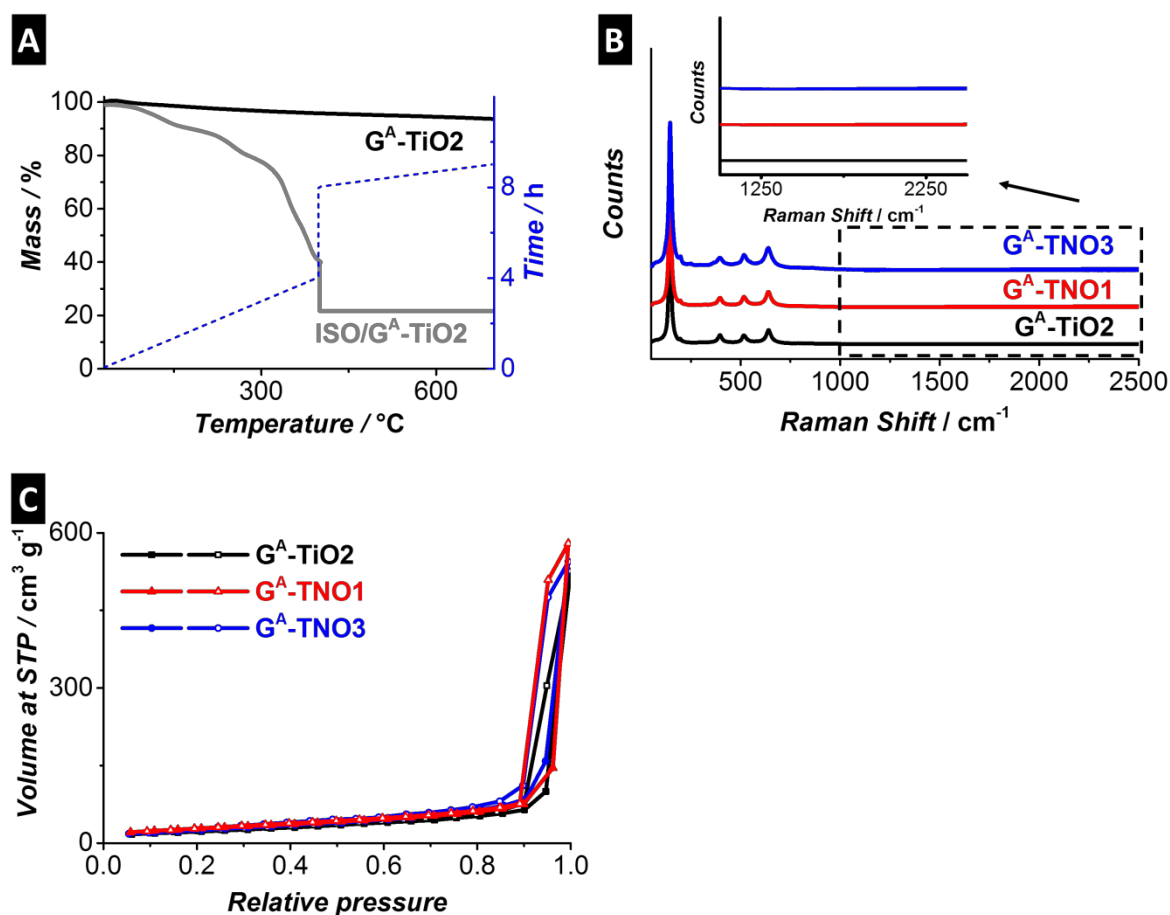 A
100
80
60
40
20
0
Mass / %
G^A-TiO2
ISO/G^A-TiO2
8
4
0
Time / h
300
600
Temperature / °C
B
Counts
Counts
1250
2250
Raman Shift / cm⁻¹
G^A-TNO3
G^A-TNO1
G^A-TiO2
500
1000
1500
2000
2500
Raman Shift / cm⁻¹
C
600
300
0
Volume at STP / cm³ g⁻¹
G^A-TiO2
G^A-TNO1
G^A-TNO3
0.0
0.2
0.4
0.6
0.8
1.0
Relative pressure